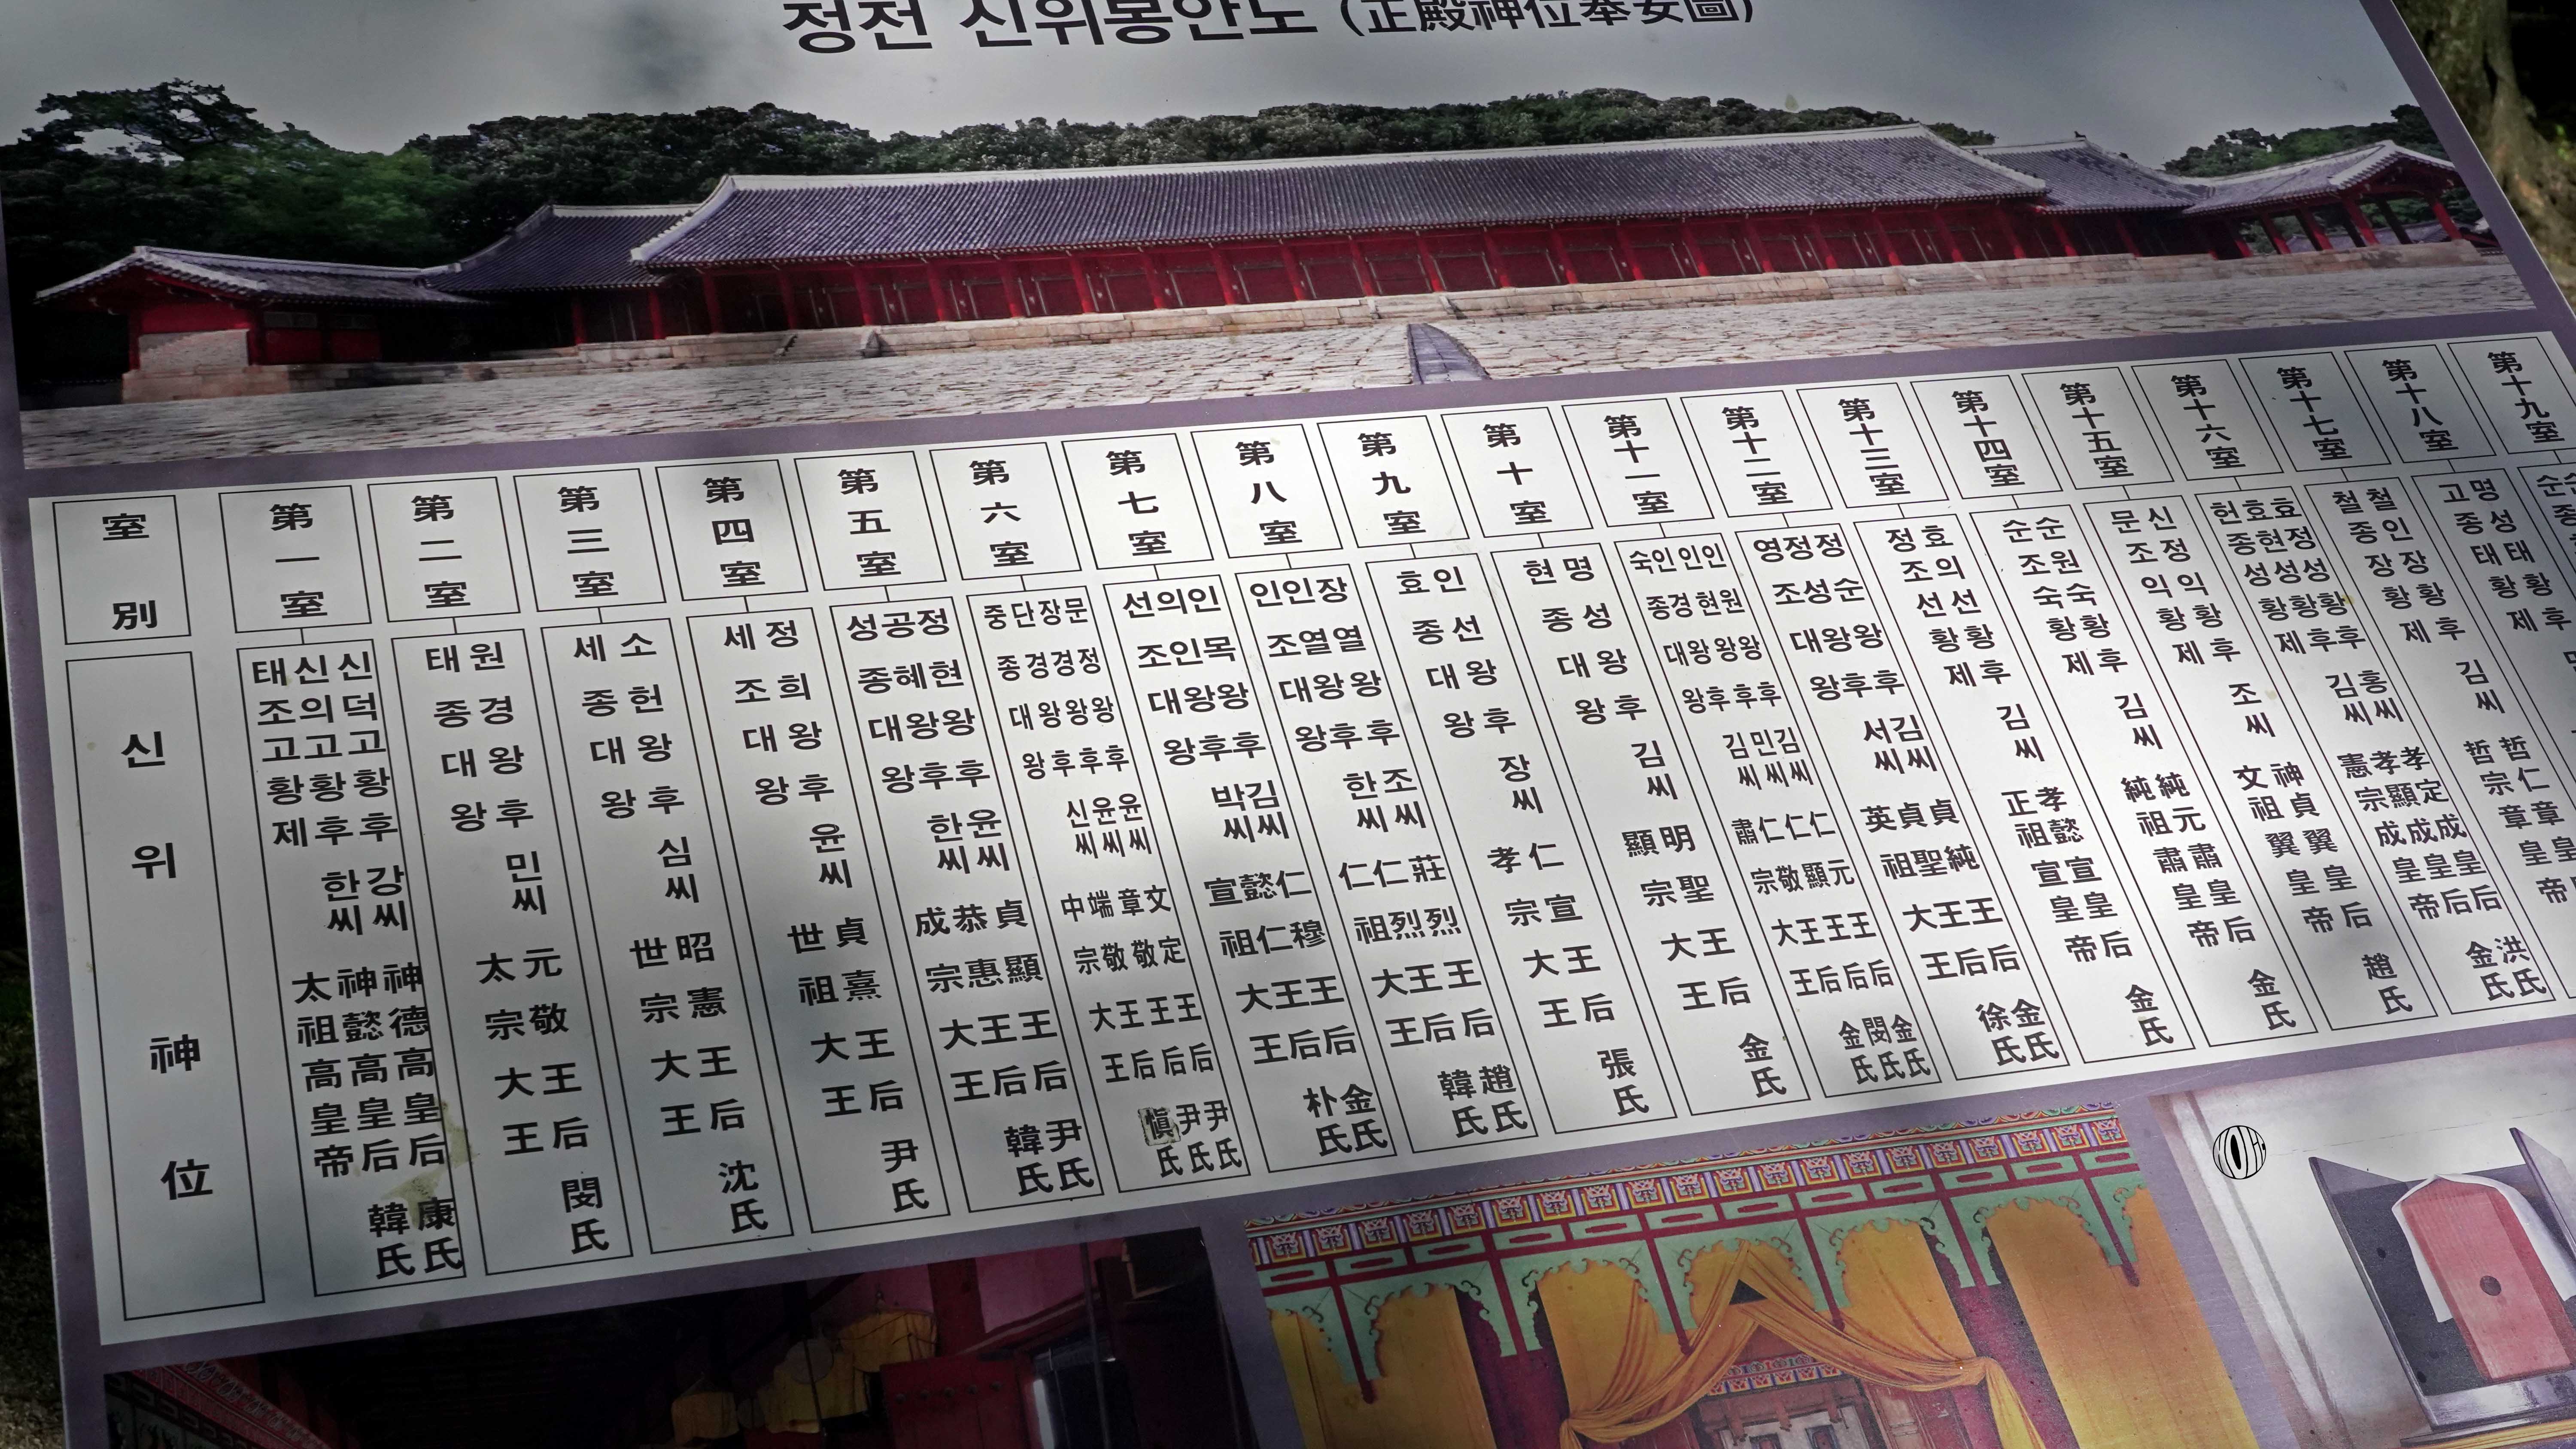 정전 신위봉안도 (正殿神位奉安圖)
室別
신위 神位
第一室
태조고황제 太祖高皇帝
신의고황후 한씨 神懿高皇后 韓氏
신덕고황후 강씨 神德高皇后 康氏
第二室
태종대왕 太宗大王
원경왕후 민씨 元敬王后 閔氏
第三室
세종대왕 世宗大王
소헌왕후 심씨 昭憲王后 沈氏
第四室
세조대왕 世祖大王
정희왕후 윤씨 貞熹王后 尹氏
第五室
성종대왕 成宗大王
공혜왕후 한씨 恭惠王后 韓氏
정현왕후 윤씨 貞顯王后 尹氏
第六室
중종대왕 中宗大王
단경왕후 신씨 端敬王后 愼氏
장경왕후 윤씨 章敬王后 尹氏
문정왕후 윤씨 文定王后 尹氏
第七室
선조대왕 宣祖大王
의인왕후 박씨 懿仁王后 朴氏
인목왕후 김씨 仁穆王后 金氏
第八室
인조대왕 仁祖大王
인열왕후 한씨 仁烈王后 韓氏
장열왕후 조씨 莊烈王后 趙氏
第九室
효종대왕 孝宗大王
인선왕후 장씨 仁宣王后 張氏
第十室
현종대왕 顯宗大王
명성왕후 김씨 明聖王后 金氏
第十一室
숙종대왕 肅宗大王
인경왕후 김씨 仁敬王后 金氏
인현왕후 민씨 仁顯王后 閔氏
인원왕후 김씨 仁元王后 金氏
第十二室
영조대왕 英祖大王
정성왕후 서씨 貞聖王后 徐氏
정순왕후 김씨 貞純王后 金氏
第十三室
정조선황제 正祖宣皇帝
효의선황후 김씨 孝懿宣皇后 金氏
第十四室
순조숙황제 純祖肅皇帝
순원숙황후 김씨 純元肅皇后 金氏
第十五室
문조익황제 文祖翼皇帝
신정익황후 조씨 神貞翼皇后 趙氏
第十六室
헌종성황제 憲宗成皇帝
효현성황후 김씨 孝顯成皇后 金氏
효정성황후 홍씨 孝定成皇后 洪氏
第十七室
철종장황제 哲宗章皇帝
철인장황후 김씨 哲仁章皇
第十八室
고종태황제
명성태황후
第十九室